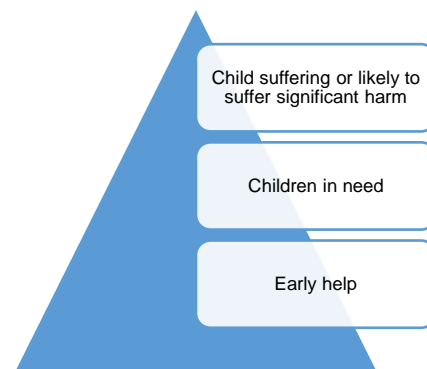 Child suffering or likely to
suffer significant harm
Children in need
Early help